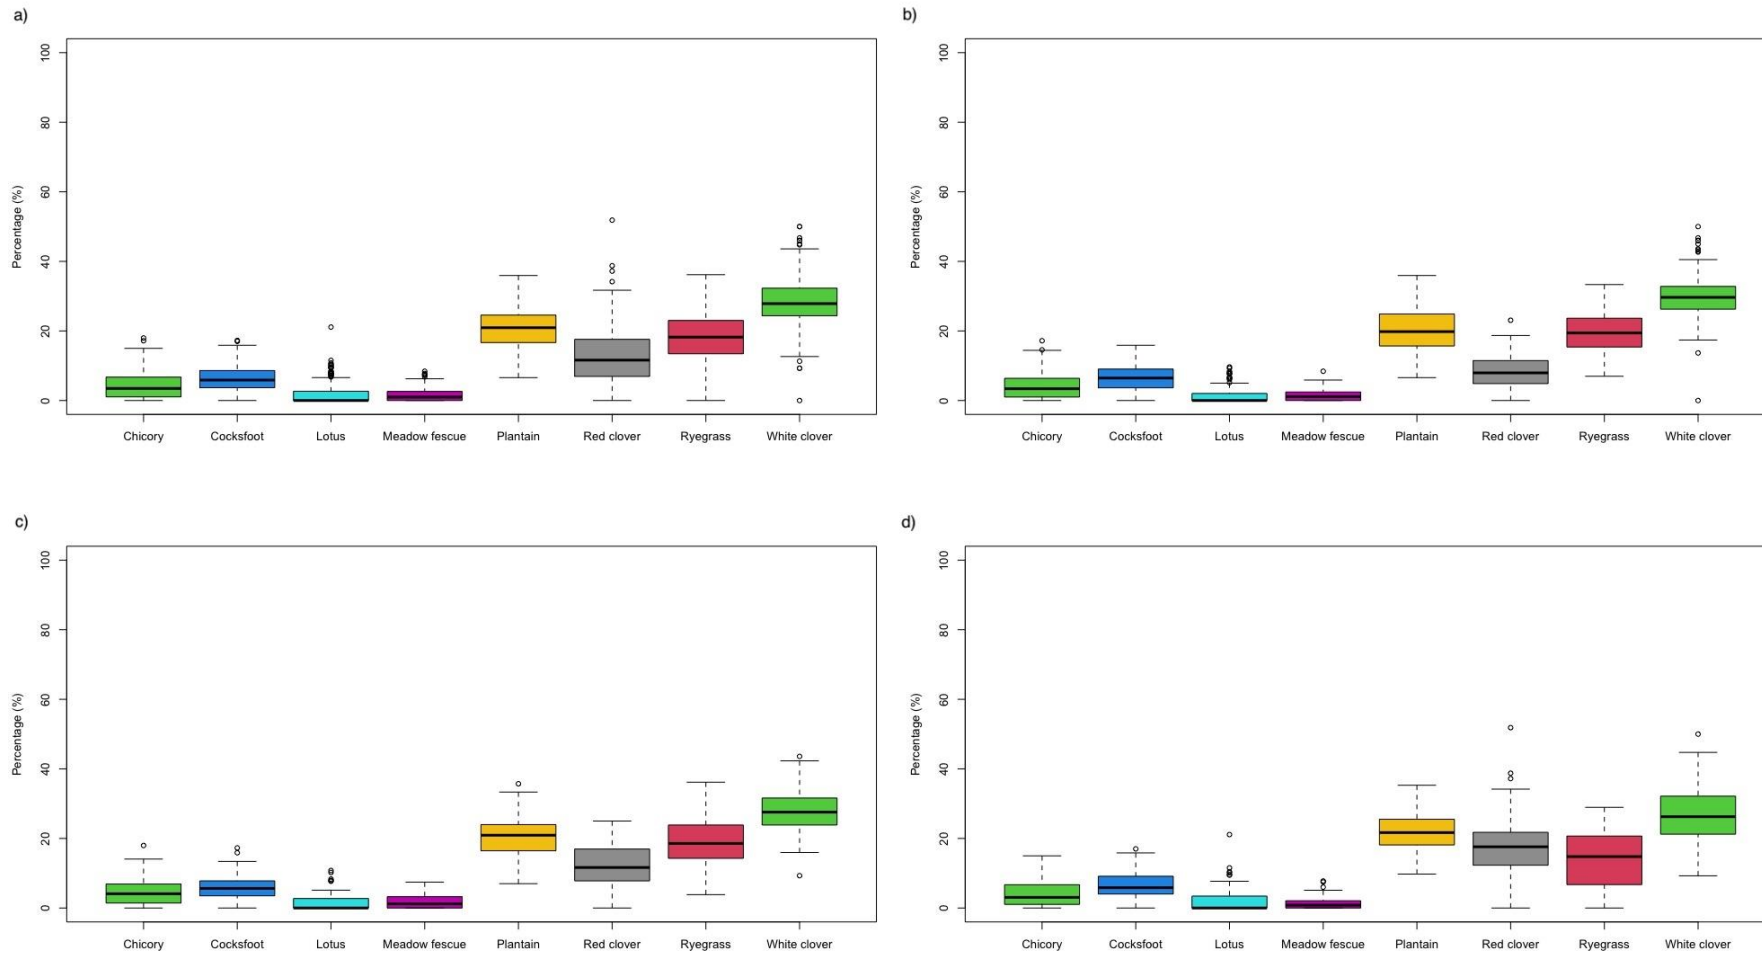 a)
Percentage (%)
100
80
60
40
20
0
Chicory Cocksfoot Lotus Meadow fescue Plantain Red clover Ryegrass White clover
b)
Percentage (%)
100
80
60
40
20
0
Chicory Cocksfoot Lotus Meadow fescue Plantain Red clover Ryegrass White clover
c)
Percentage (%)
100
80
60
40
20
0
Chicory Cocksfoot Lotus Meadow fescue Plantain Red clover Ryegrass White clover
d)
Percentage (%)
100
80
60
40
20
0
Chicory Cocksfoot Lotus Meadow fescue Plantain Red clover Ryegrass White clover